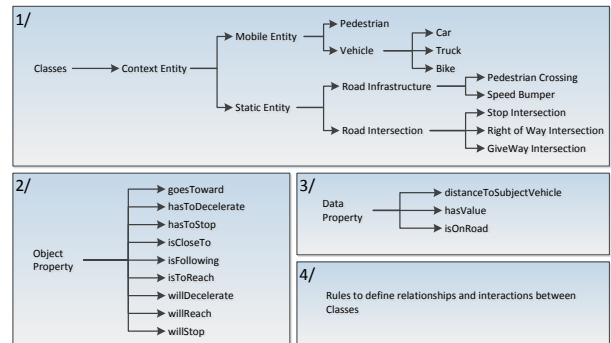 1/
Classes
Context Entity
Mobile Entity
Pedestrian
Vehicle
Car
Truck
Bike
Static Entity
Road Infrastructure
Pedestrian Crossing
Speed Bumper
Road Intersection
Stop Intersection
Right of Way Intersection
GiveWay Intersection
2/
Object
Property
goesToward
hasToDecelerate
hasToStop
isCloseTo
isFollowing
isToReach
willDecelerate
willReach
willStop
3/
Data
Property
distanceToSubjectVehicle
hasValue
isOnRoad
4/
Rules to define relationships and interactions between
Classes